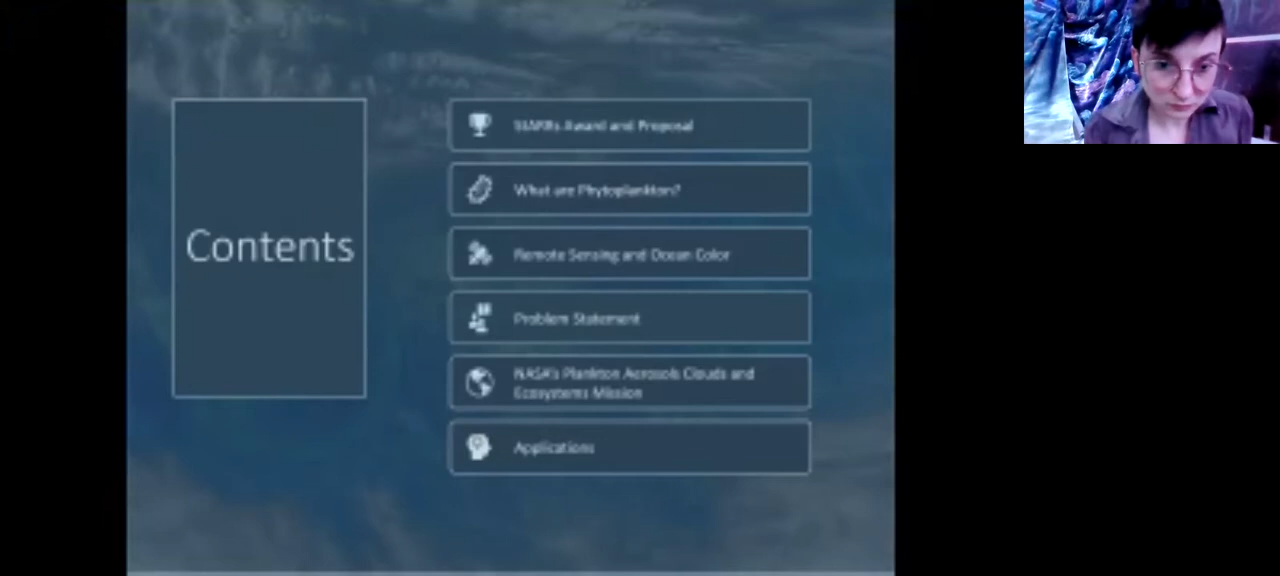 Contents
Award and Proposal
What are Phytoplankton?
Remote Sensing and Ocean Color
Problem Statement
NASA's Plankton Aerosols Clouds and
Ecosystems Mission
Applications